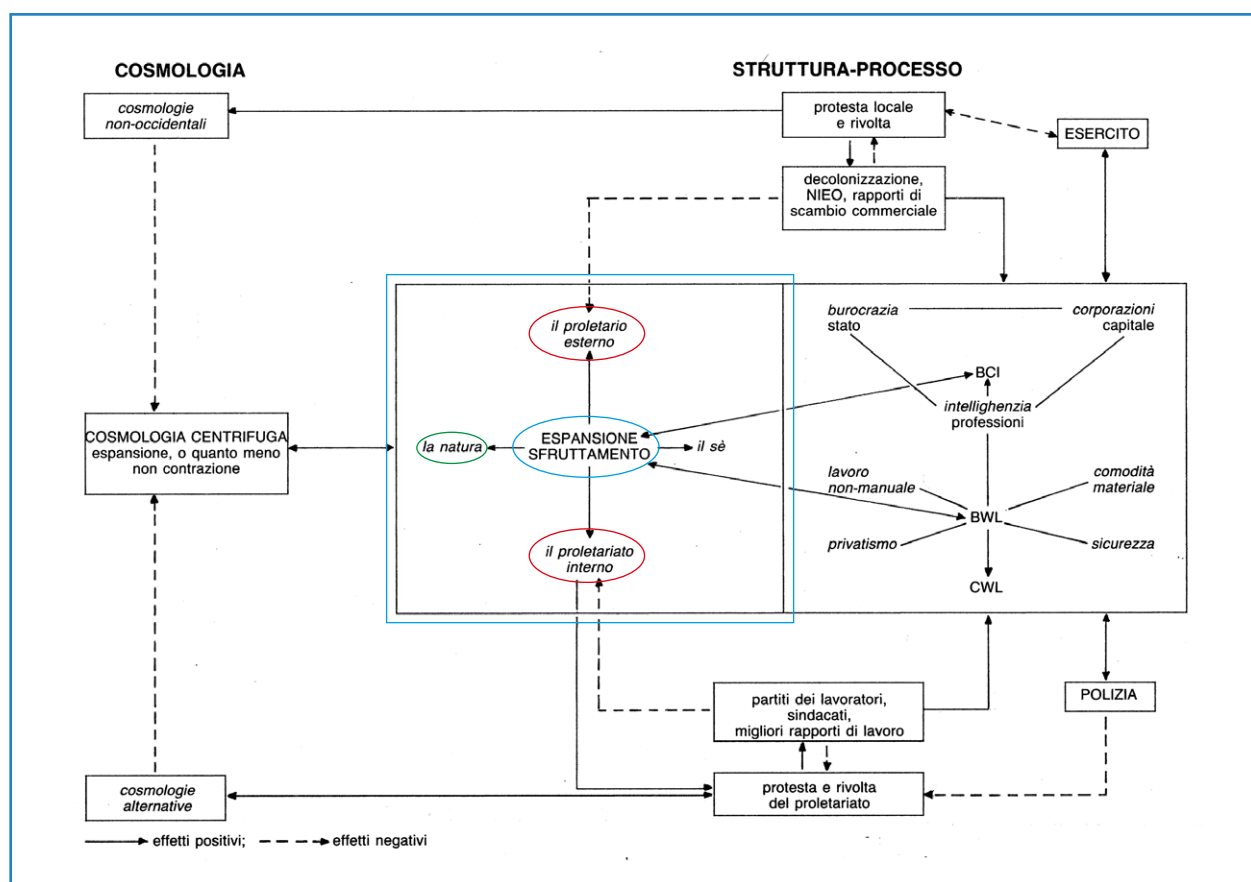 COSMOLOGIA
STRUTTURA-PROCESSO
cosmologie
non-occidentali
protesta locale
e rivolta
ESERCITO
decolonizzazione,
NIEO, rapporti di
scambio commerciale
il proletario
esterno
burocrazia
stato
corporazioni
capitale
BCI
intellighenzia
professioni
COSMOLOGIA CENTRIFUGA
espansione, o quanto meno
non contrazione
la natura
ESPANSIONE
SFRUTTAMENTO
il sè
lavoro
non-manuale
comodità
materiale
BWL
privatismo
sicurezza
il proletariato
interno
CWL
partiti dei lavoratori,
sindacati,
migliori rapporti di lavoro
POLIZIA
cosmologie
alternative
protesta e rivolta
del proletariato
effetti positivi;
effetti negativi